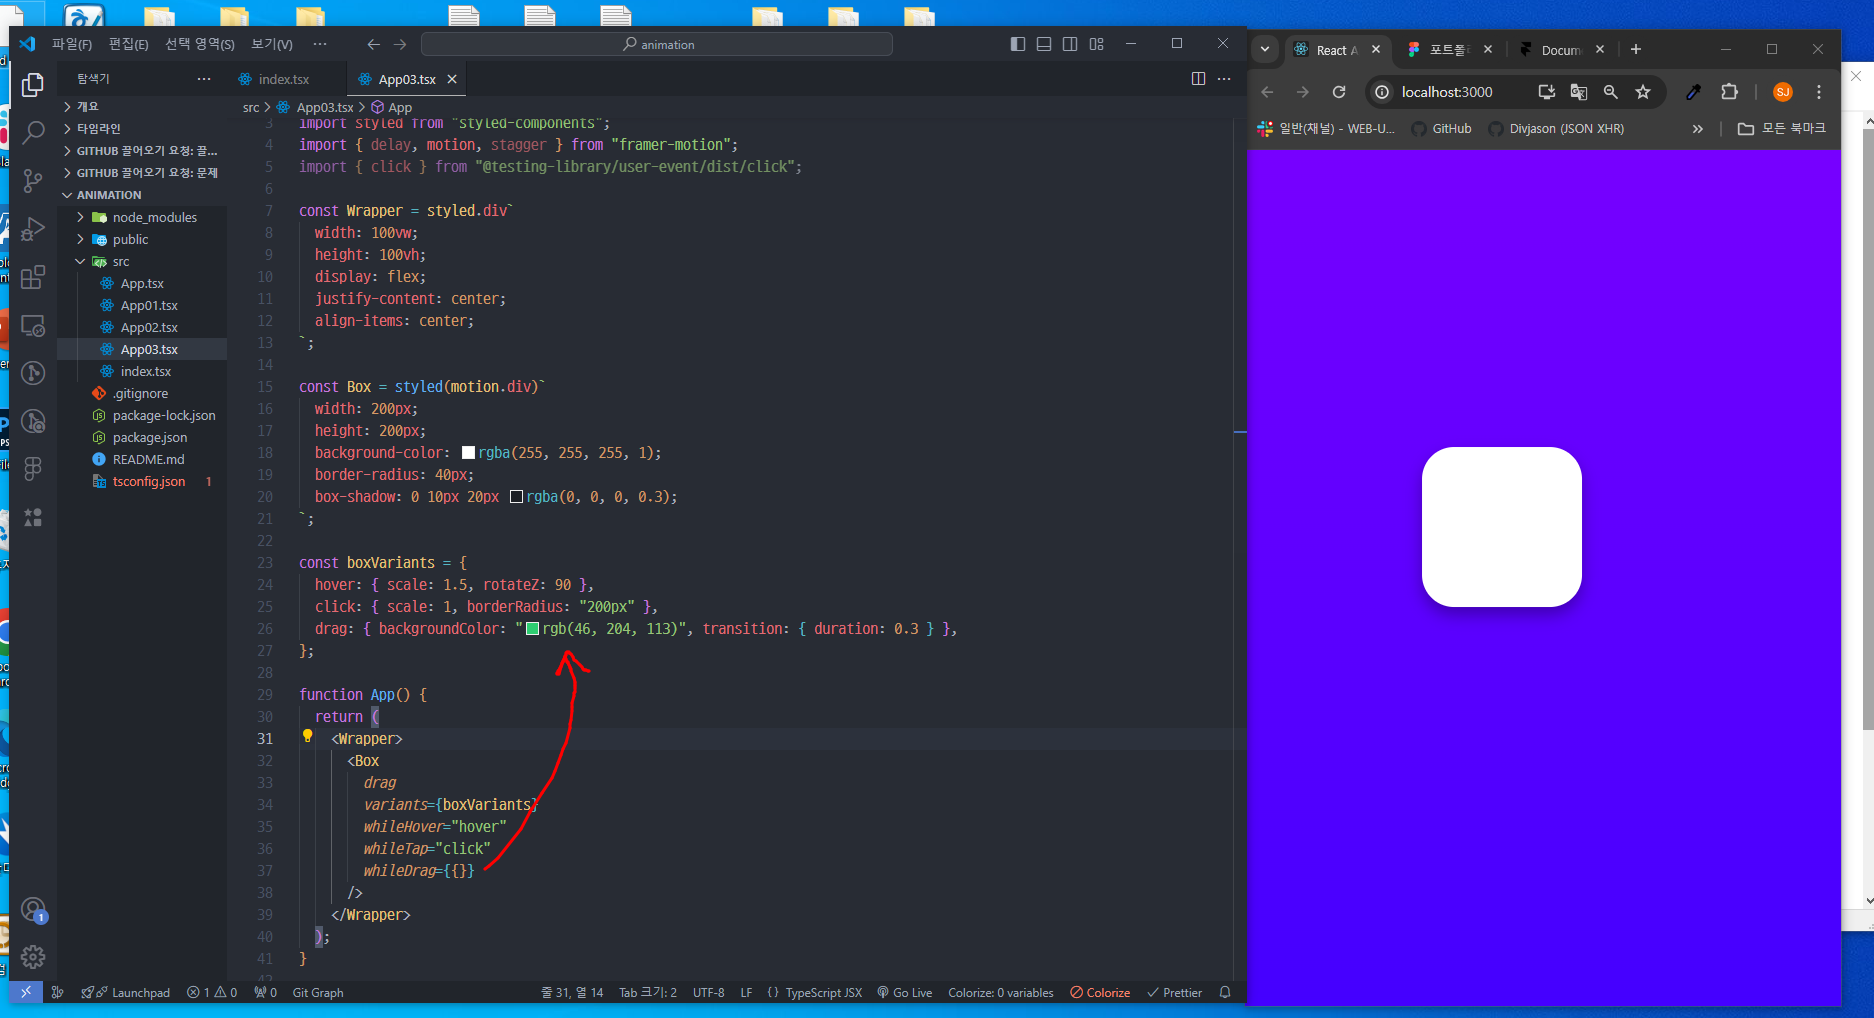 파일(F) 편집(E) 선택 영역(S) 보기(V) ··· animation
탐색기 ···
개요
타임라인
GITHUB 끌어오기 요청: 끌...
GITHUB 끌어오기 요청: 문제
ANIMATION
node_modules
public
src
App.tsx
App01.tsx
App02.tsx
App03.tsx
index.tsx
.gitignore
package-lock.json
package.json
README.md
tsconfig.json 1
1
index.tsx App03.tsx
src > App03.tsx > App
3 import styled from "styled-components";
4 import { delay, motion, stagger } from "framer-motion";
5 import { click } from "@testing-library/user-event/dist/click";
6
7 const Wrapper = styled.div`
8 width: 100vw;
9 height: 100vh;
10 display: flex;
11 justify-content: center;
12 align-items: center;
13 `;
14
15 const Box = styled(motion.div)`
16 width: 200px;
17 height: 200px;
18 background-color: rgba(255, 255, 255, 1);
19 border-radius: 40px;
20 box-shadow: 0 10px 20px rgba(0, 0, 0, 0.3);
21 `;
22
23 const boxVariants = {
24 hover: { scale: 1.5, rotateZ: 90 },
25 click: { scale: 1, borderRadius: "200px" },
26 drag: { backgroundColor: "rgb(46, 204, 113)", transition: { duration: 0.3 } },
27 };
28
29 function App() {
30 return (
31 <Wrapper>
32 <Box
33 drag
34 variants={boxVariants}
35 whileHover="hover"
36 whileTap="click"
37 whileDrag={{}}
38 />
39 </Wrapper>
40 );
41 }
42
Launchpad 1 0 0 Git Graph 줄 31, 열 14 Tab 크기: 2 UTF-8 LF {} TypeScript JSX Go Live Colorize: 0 variables Colorize Prettier
React A 포트폴 Docum
localhost:3000 SJ
일반(채널) - WEB-U... GitHub Divjason (JSON XHR) » 모든 북마크